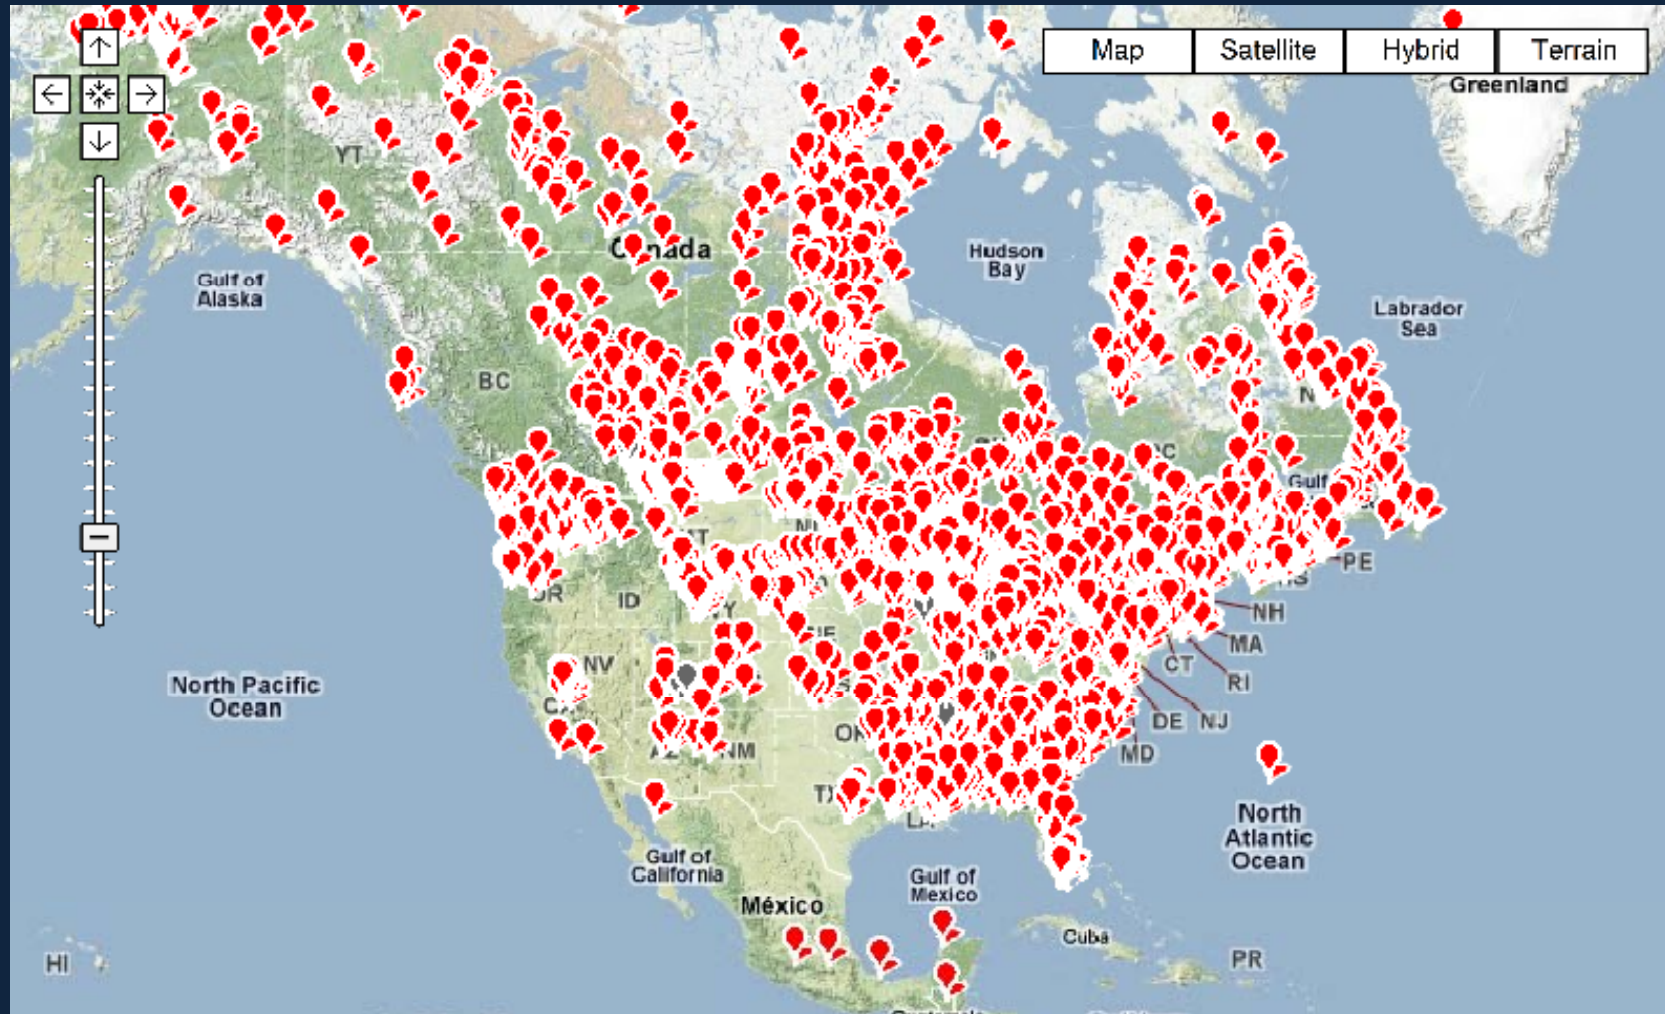 Map
Satellite
Hybrid
Terrain
Greenland
YT
Canada
Hudson
Bay
Gulf of
Alaska
Labrador
Sea
BC
Gulf
PE
OR
ID
NH
MA
CT
RI
NV
North Pacific
Ocean
DE
NJ
MD
NM
North
Atlantic
Ocean
LA
Gulf of
California
Gulf of
Mexico
México
Cuba
HI
PR